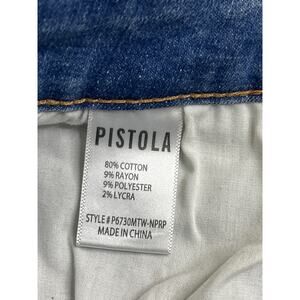 PISTOLA
80% COTTON
9% RAYON
9% POLYESTER
2% LYCRA
STYLE # P6730MTW-NPRP
MADE IN CHINA